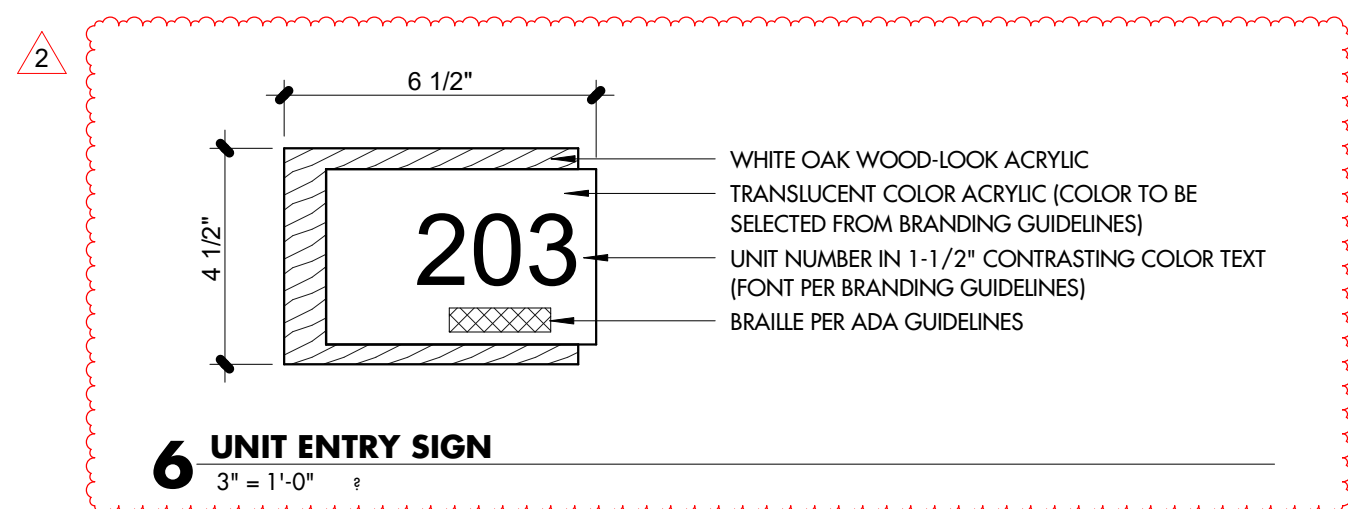 2
6 1/2"
4 1/2"
203
WHITE OAK WOOD-LOOK ACRYLIC
TRANSLUCENT COLOR ACRYLIC (COLOR TO BE
SELECTED FROM BRANDING GUIDELINES)
UNIT NUMBER IN 1-1/2" CONTRASTING COLOR TEXT
(FONT PER BRANDING GUIDELINES)
BRAILLE PER ADA GUIDELINES
6 UNIT ENTRY SIGN
3" = 1'-0" ?